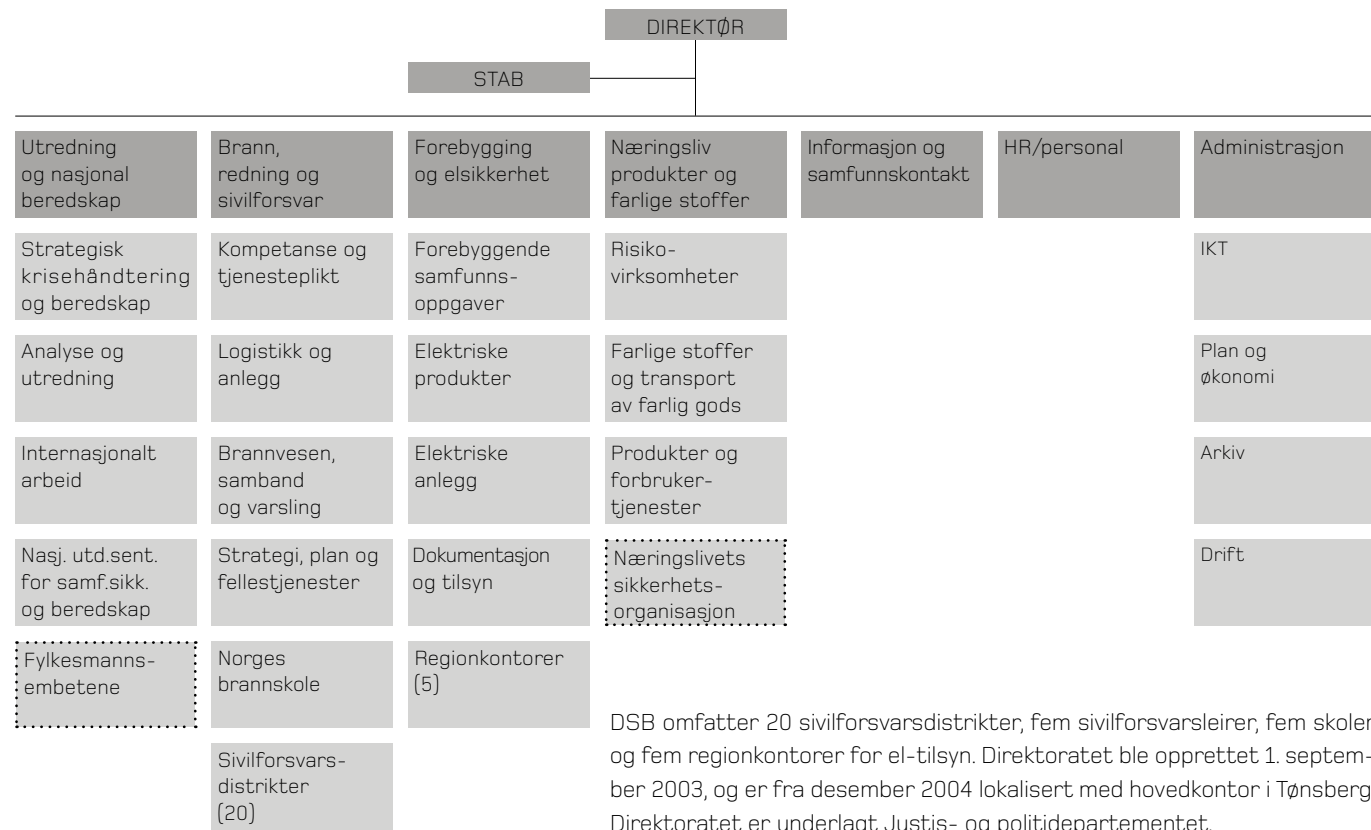 DIREKTØR
STAB
Utredning
og nasjonal
beredskap
Brann,
redning og
sivilforsvar
Forebygging
og elsikkerhet
Næringsliv
produkter og
farlige stoffer
Informasjon og
samfunnskontakt
HR/personal
Administrasjon
Strategisk
krisehåndtering
og beredskap
Kompetanse og
tjenesteplikt
Forebyggende
samfunns-
oppgaver
Risiko-
virksomheter
IKT
Analyse og
utredning
Logistikk og
anlegg
Elektriske
produkter
Farlige stoffer
og transport
av farlig gods
Plan og
økonomi
Internasjonalt
arbeid
Brannvesen,
samband
og varsling
Elektriske
anlegg
Produkter og
forbruker-
tjenester
Arkiv
Nasj. utd.sent.
for samf.sikk.
og beredskap
Strategi, plan og
fellestjenester
Dokumentasjon
og tilsyn
Næringslivets
sikkerhets-
organisasjon
Drift
Fylkesmanns-
embetene
Norges
brannskole
Regionkontorer
(5)
Sivilforsvars-
distrikter
(20)
DSB omfatter 20 sivilforsvarsdistrikter, fem sivilforsvarsleirer, fem skoler
og fem regionkontorer for el-tilsyn. Direktoratet ble opprettet 1. septem-
ber 2003, og er fra desember 2004 lokalisert med hovedkontor i Tønsberg
Direktoratet er underlagt Justis- og politidepartementet.